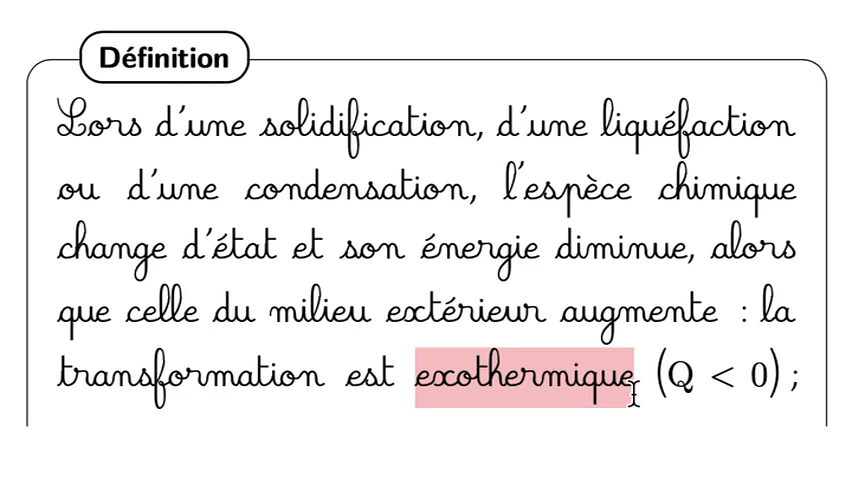 Définition
Lors d'une solidification, d'une liquéfaction
ou d'une condensation, l'espèce chimique
change d'état et son énergie diminue, alors
que celle du milieu extérieur augmente : la
transformation est exothermique (Q < 0) ;